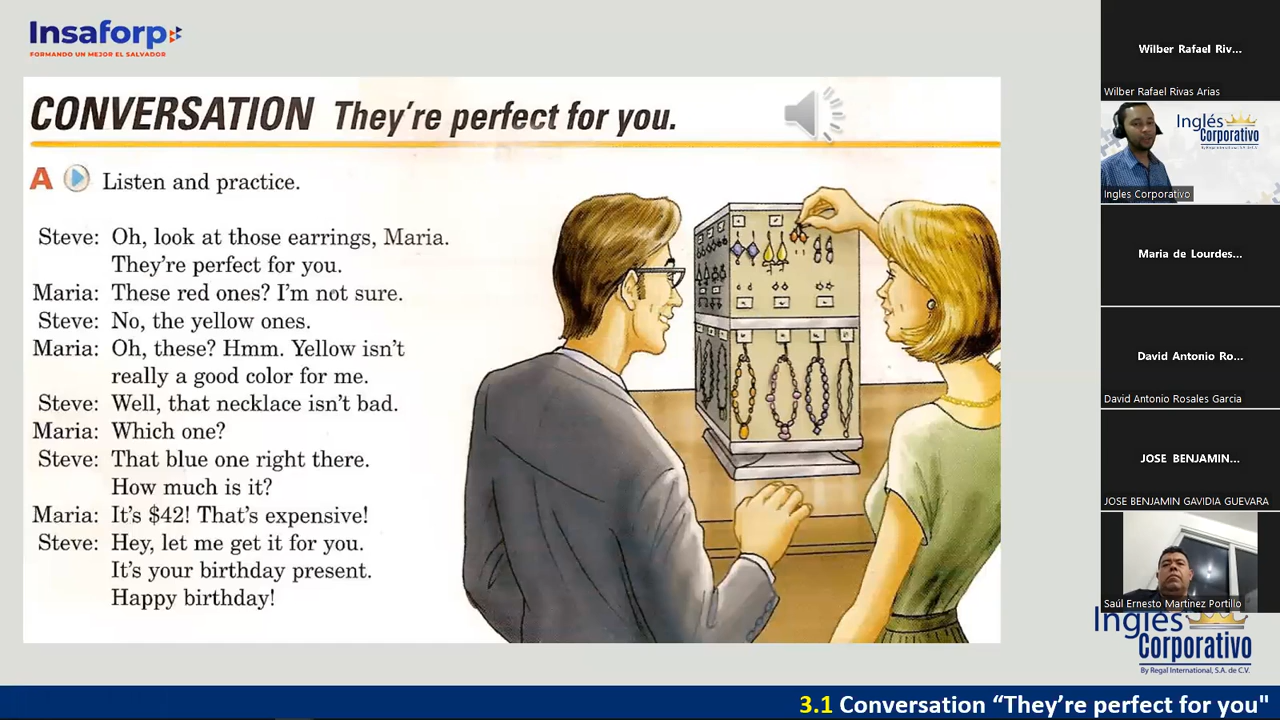 Insaforp
FORMANDO UN MEJOR EL SALVADOR
CONVERSATION They're perfect for you.
A Listen and practice.
Steve: Oh, look at those earrings, Maria.
They're perfect for you.
Maria: These red ones? I'm not sure.
Steve: No, the yellow ones.
Maria: Oh, these? Hmm. Yellow isn't
really a good color for me.
Steve: Well, that necklace isn't bad.
Maria: Which one?
Steve: That blue one right there.
How much is it?
Maria: It's $42! That's expensive!
Steve: Hey, let me get it for you.
It's your birthday present.
Happy birthday!
Wilber Rafael Riv...
Wilber Rafael Rivas Arias
Inglés
Corporativo
By Regal International, S.A. de C.V.
Ingles Corporativo
Maria de Lourdes...
David Antonio Ro...
David Antonio Rosales Garcia
JOSE BENJAMIN...
JOSE BENJAMIN GAVIDIA GUEVARA
Saúl Ernesto Martinez Portillo
Inglés
Corporativo
By Regal International, S.A. de C.V.
3.1 Conversation “They’re perfect for you"